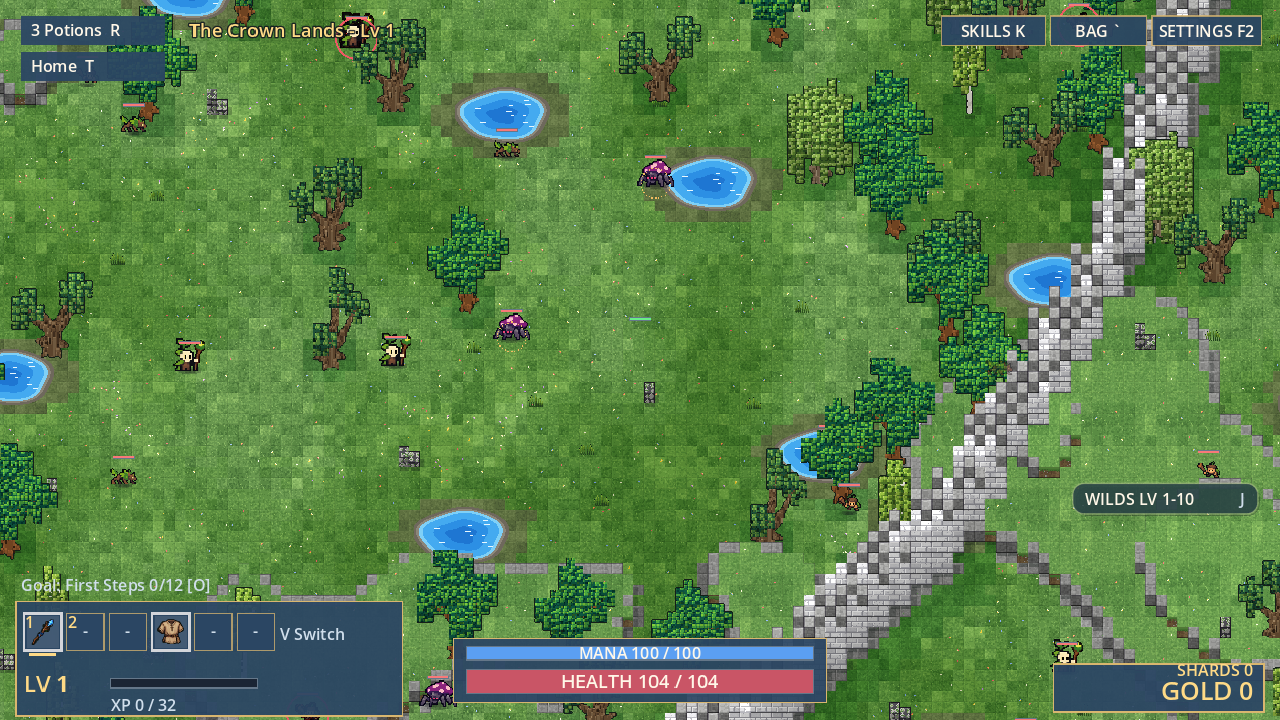 3 Potions R
The Crown Lands - Lv 1
SKILLS K
BAG `
SETTINGS F2
Home T
WILDS LV 1-10 J
Goal: First Steps 0/12 [O]
1
2
-
-
-
-
V Switch
LV 1
XP 0 / 32
MANA 100 / 100
HEALTH 104 / 104
SHARDS 0
GOLD 0